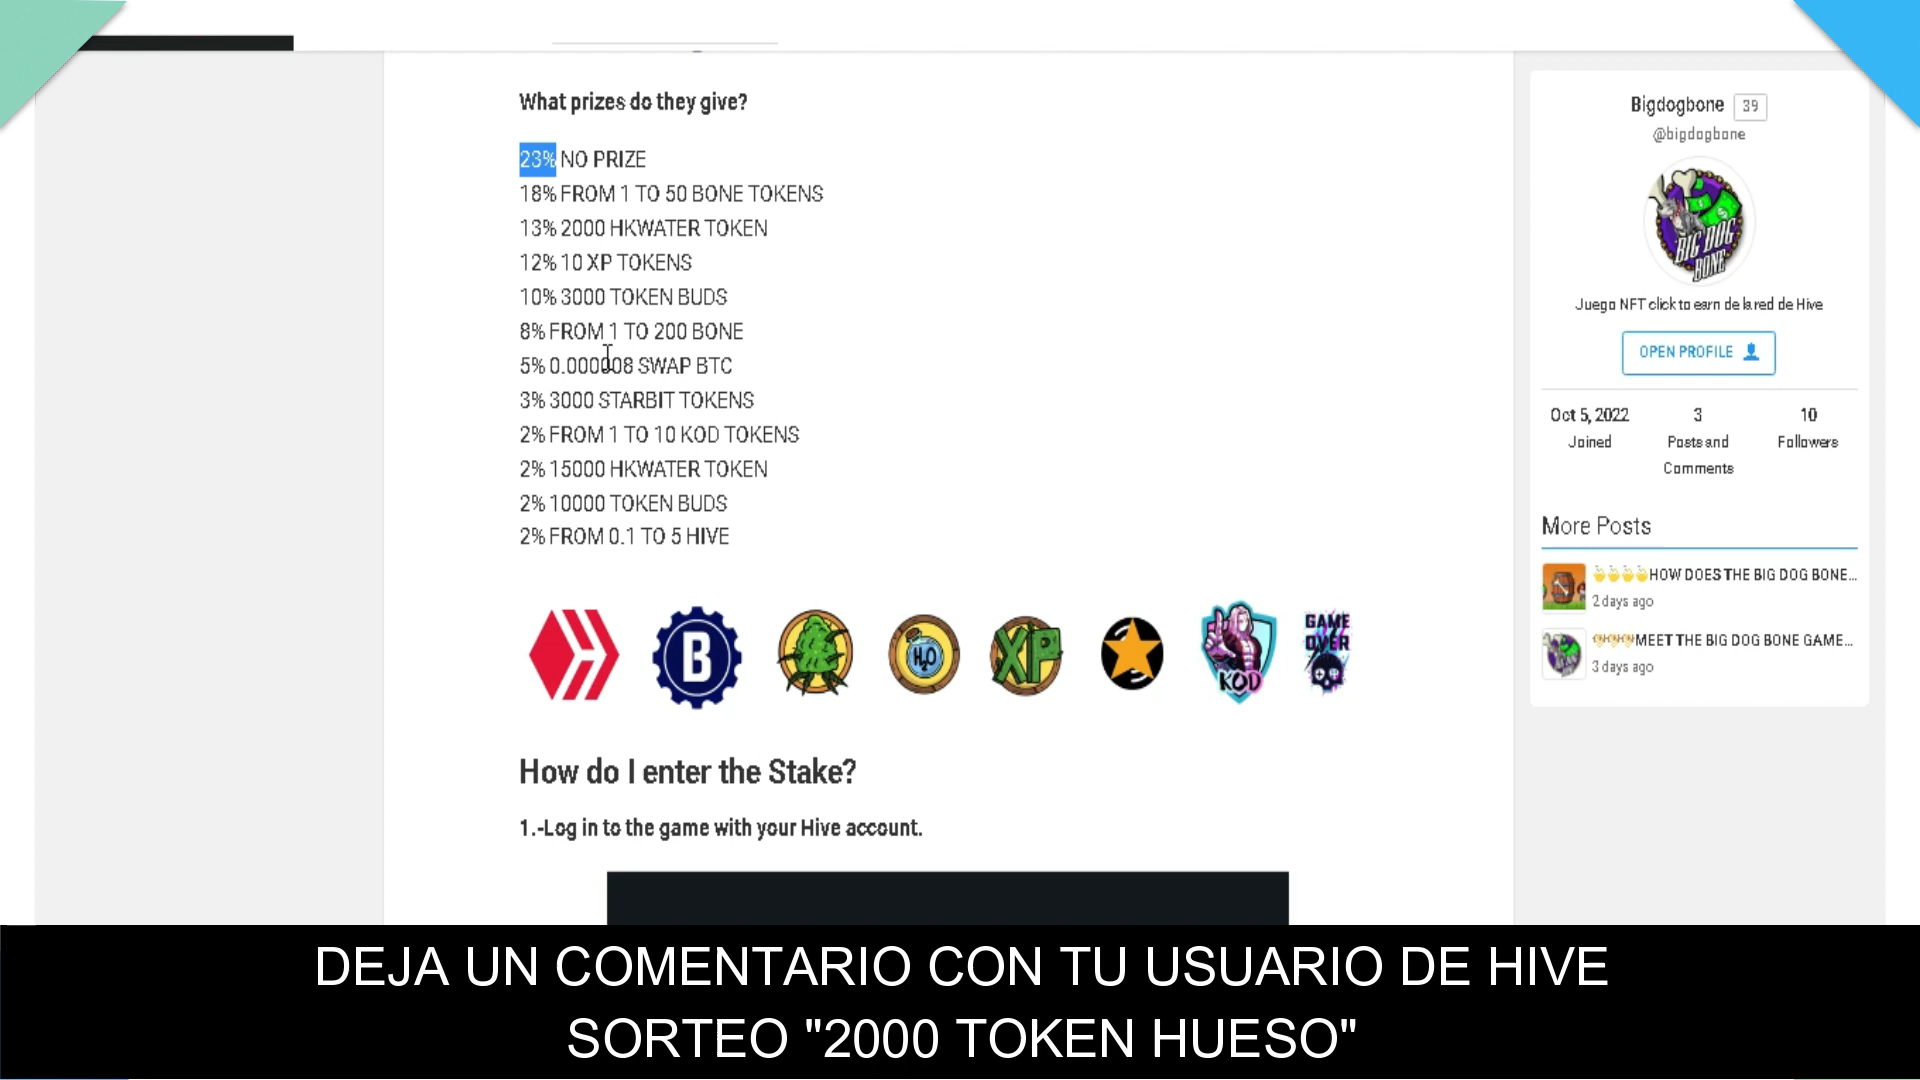 What prizes do they give?
23% NO PRIZE
18% FROM 1 TO 50 BONE TOKENS
13% 2000 HKWATER TOKEN
12% 10 XP TOKENS
10% 3000 TOKEN BUDS
8% FROM 1 TO 200 BONE
5% 0.000008 SWAP BTC
3% 3000 STARBIT TOKENS
2% FROM 1 TO 10 KOD TOKENS
2% 15000 HKWATER TOKEN
2% 10000 TOKEN BUDS
2% FROM 0.1 TO 5 HIVE
B
H2O
XP
KOD
GAME
OVER
How do I enter the Stake?
1.-Log in to the game with your Hive account.
Bigdogbone 39
@bigdogbone
BIG DOG
BONE
Juego NFT click to earn de la red de Hive
OPEN PROFILE
Oct 5, 2022 3 10
Joined Posts and Followers
Comments
More Posts
HOW DOES THE BIG DOG BONE...
2 days ago
MEET THE BIG DOG BONE GAME...
3 days ago
DEJA UN COMENTARIO CON TU USUARIO DE HIVE
SORTEO "2000 TOKEN HUESO"